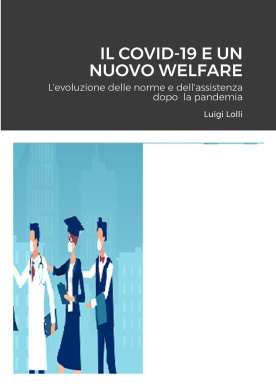 IL COVID-19 E UN
NUOVO WELFARE
L'evoluzione delle norme e dell'assistenza
dopo la pandemia
Luigi Lolli